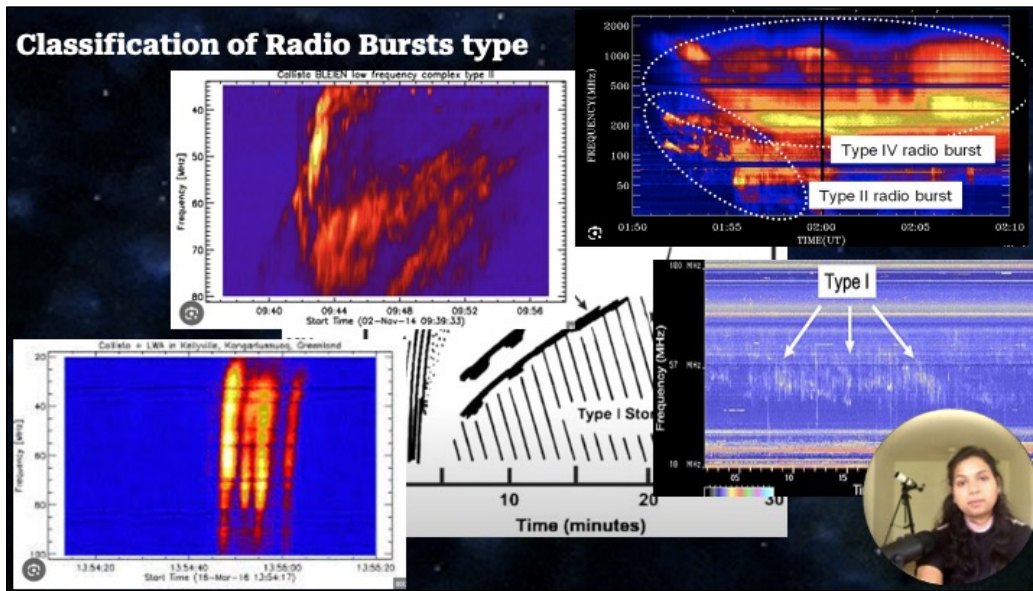 Classification of Radio Bursts type
Callisto BLEIEN low frequency complex type II
Frequency [MHz]
40
50
60
70
80
09:40
09:44
09:48
09:52
09:56
Start Time (02-Nov-14 09:39:33)
FREQUENCY(MHz)
2000
1000
500
200
100
50
Type IV radio burst
Type II radio burst
01:50
01:55
02:00
02:05
02:10
TIME(UT)
Callisto + LWA in Kellyville, Kangerlussuaq, Greenland
Frequency [MHz]
20
40
60
80
100
13:54:20
13:54:40
13:55:00
13:55:20
Start Time (16-Mar-16 13:54:17)
Type I Stor
10
20
30
Time (minutes)
Frequency (MHz)
100 MHz
57 MHz
10 MHz
Type I
05
15